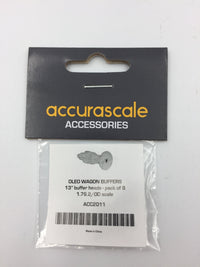 accurascale
ACCESSORIES
OLEO WAGON BUFFERS
13" buffer heads - pack of 8
1:76.2/OO scale
ACC2011
Made in China